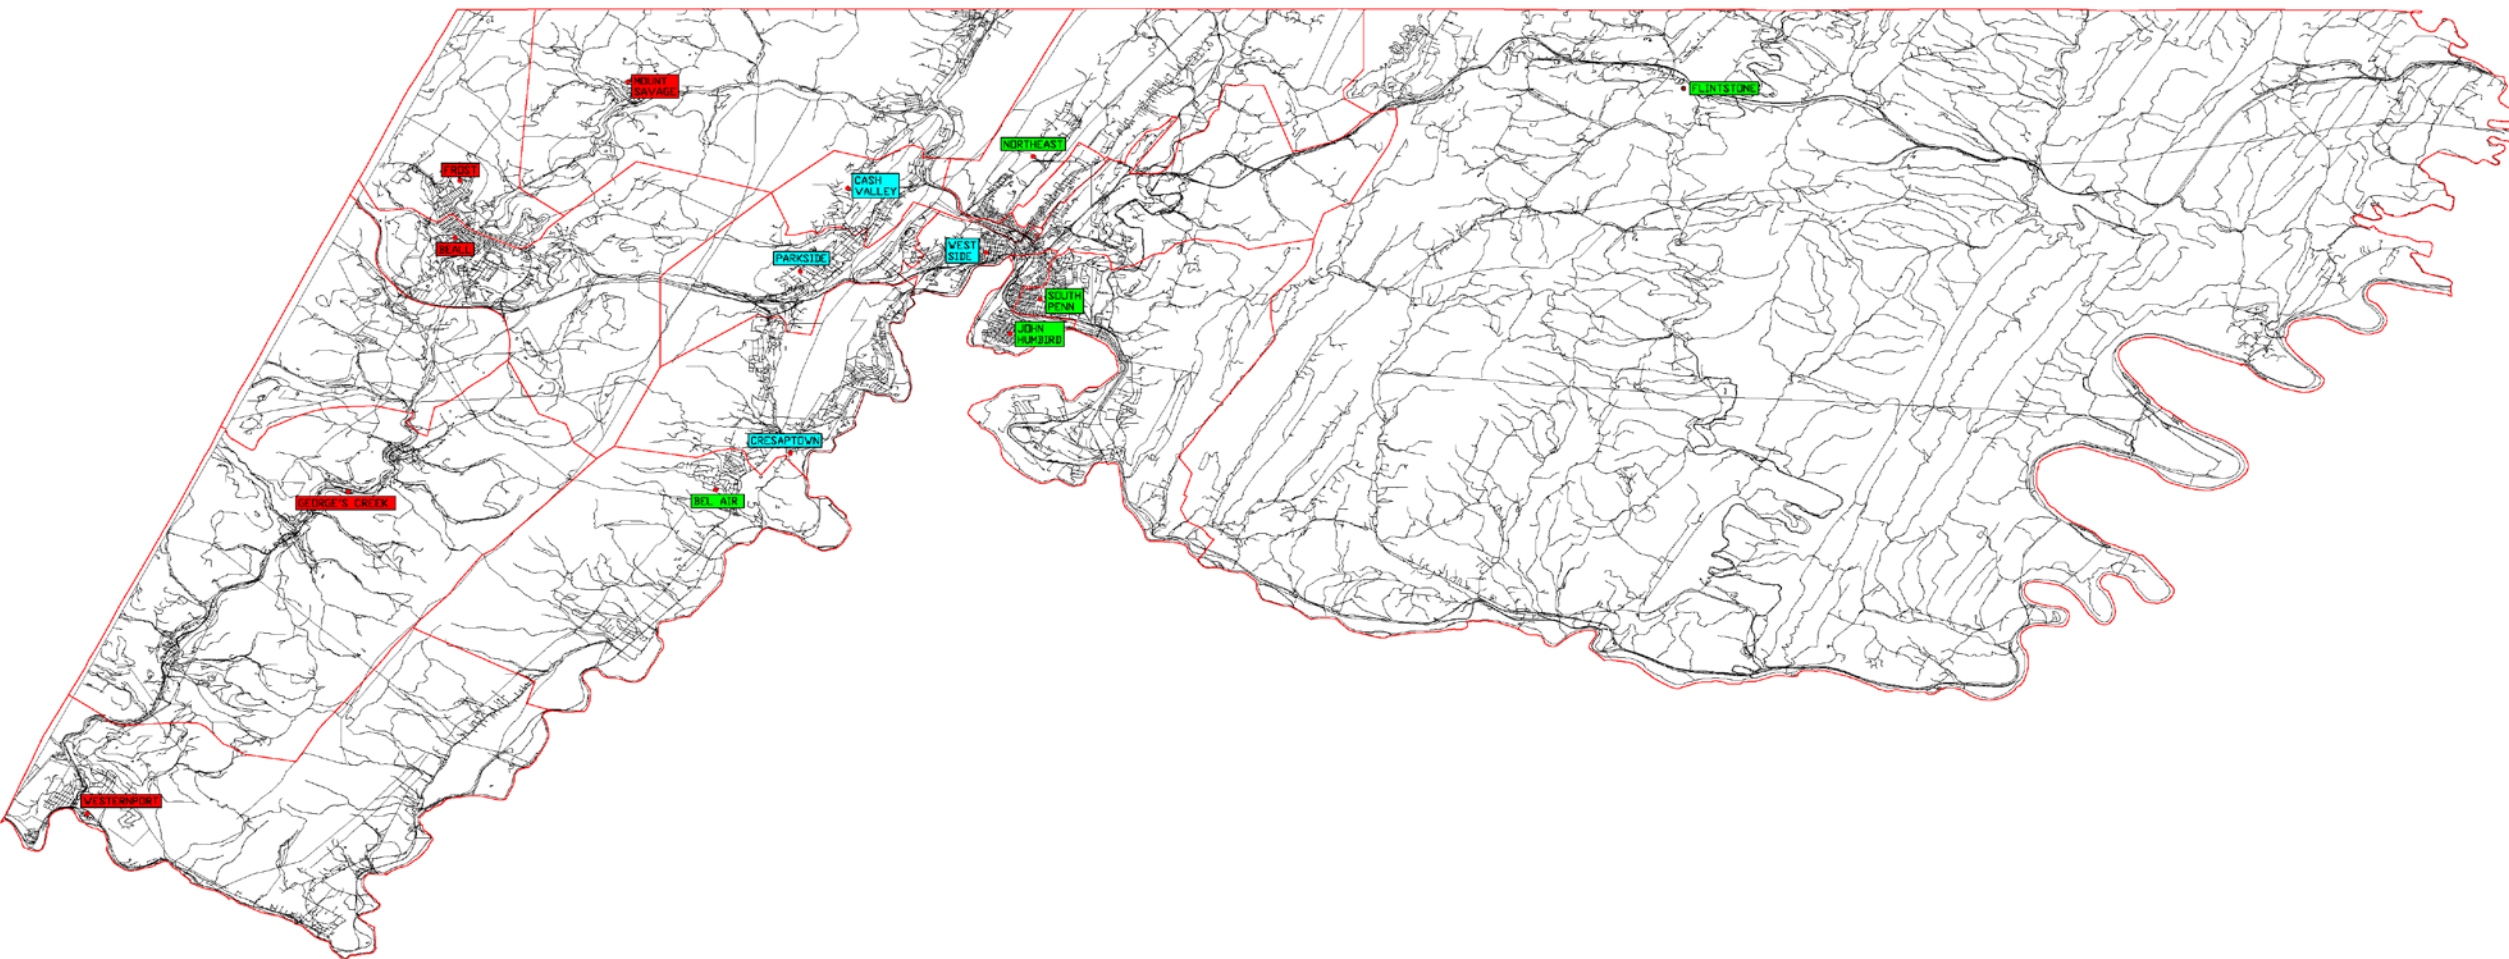 MOUNT
SAVAGE
FLINTSTONE
NORTHEAST
FROST
CASH
VALLEY
BEALL
WEST
SIDE
PARKSIDE
SOUTH
PENN
JOHN
HUMBIRD
CRESAPTOWN
BEL AIR
GEORGE'S CREEK
WESTERNPORT